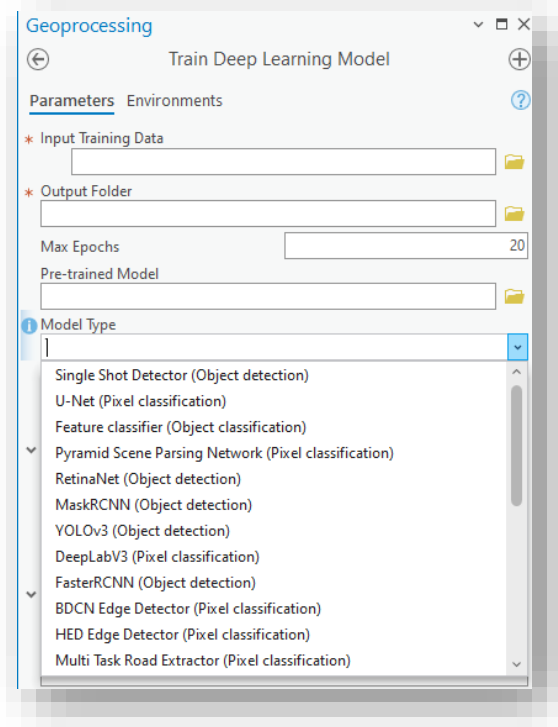 Geoprocessing
Train Deep Learning Model
Parameters Environments
* Input Training Data
* Output Folder
Max Epochs 20
Pre-trained Model
Model Type
Single Shot Detector (Object detection)
U-Net (Pixel classification)
Feature classifier (Object classification)
Pyramid Scene Parsing Network (Pixel classification)
RetinaNet (Object detection)
MaskRCNN (Object detection)
YOLOv3 (Object detection)
DeepLabV3 (Pixel classification)
FasterRCNN (Object detection)
BDCN Edge Detector (Pixel classification)
HED Edge Detector (Pixel classification)
Multi Task Road Extractor (Pixel classification)